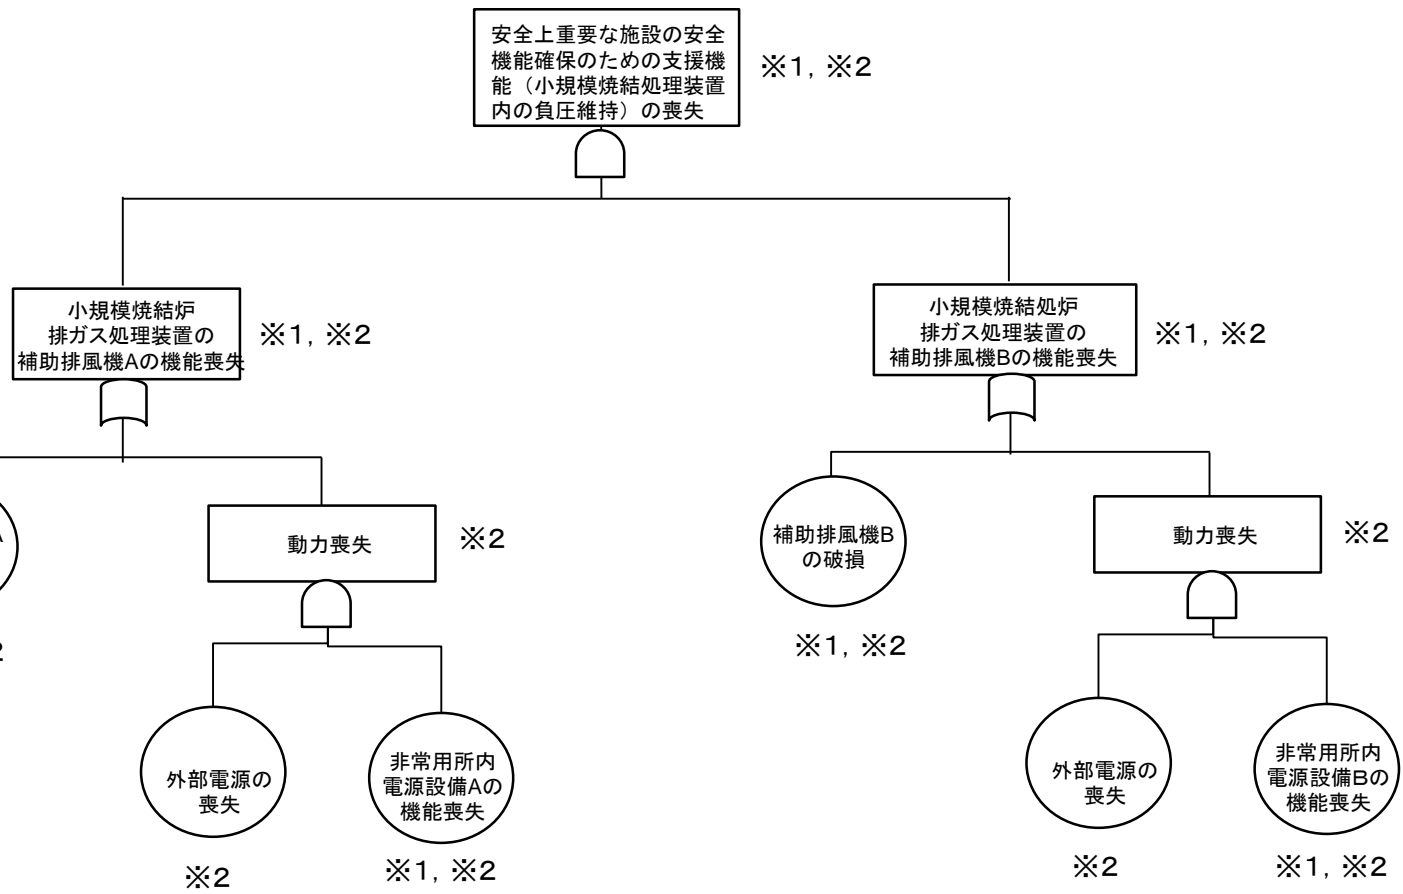 安全上重要な施設の安全
機能確保のための支援機
能（小規模焼結処理装置
内の負圧維持）の喪失
※1, ※2
小規模焼結炉
排ガス処理装置の
補助排風機Aの機能喪失
※1, ※2
小規模焼結処炉
排ガス処理装置の
補助排風機Bの機能喪失
※1, ※2
A
2
動力喪失
※2
補助排風機B
の破損
※1, ※2
動力喪失
※2
外部電源の
喪失
※2
非常用所内
電源設備Aの
機能喪失
※1, ※2
外部電源の
喪失
※2
非常用所内
電源設備Bの
機能喪失
※1, ※2